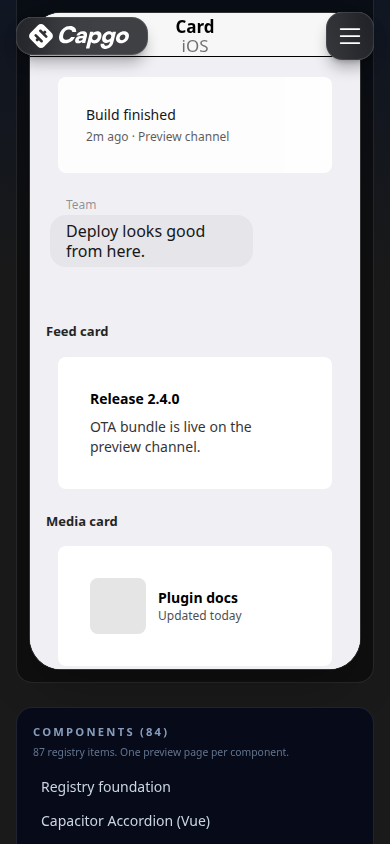 Capgo
Card
iOS
Build finished
2m ago · Preview channel
Team
Deploy looks good
from here.
Feed card
Release 2.4.0
OTA bundle is live on the
preview channel.
Media card
Plugin docs
Updated today
COMPONENTS (84)
87 registry items. One preview page per component.
Registry foundation
Capacitor Accordion (Vue)